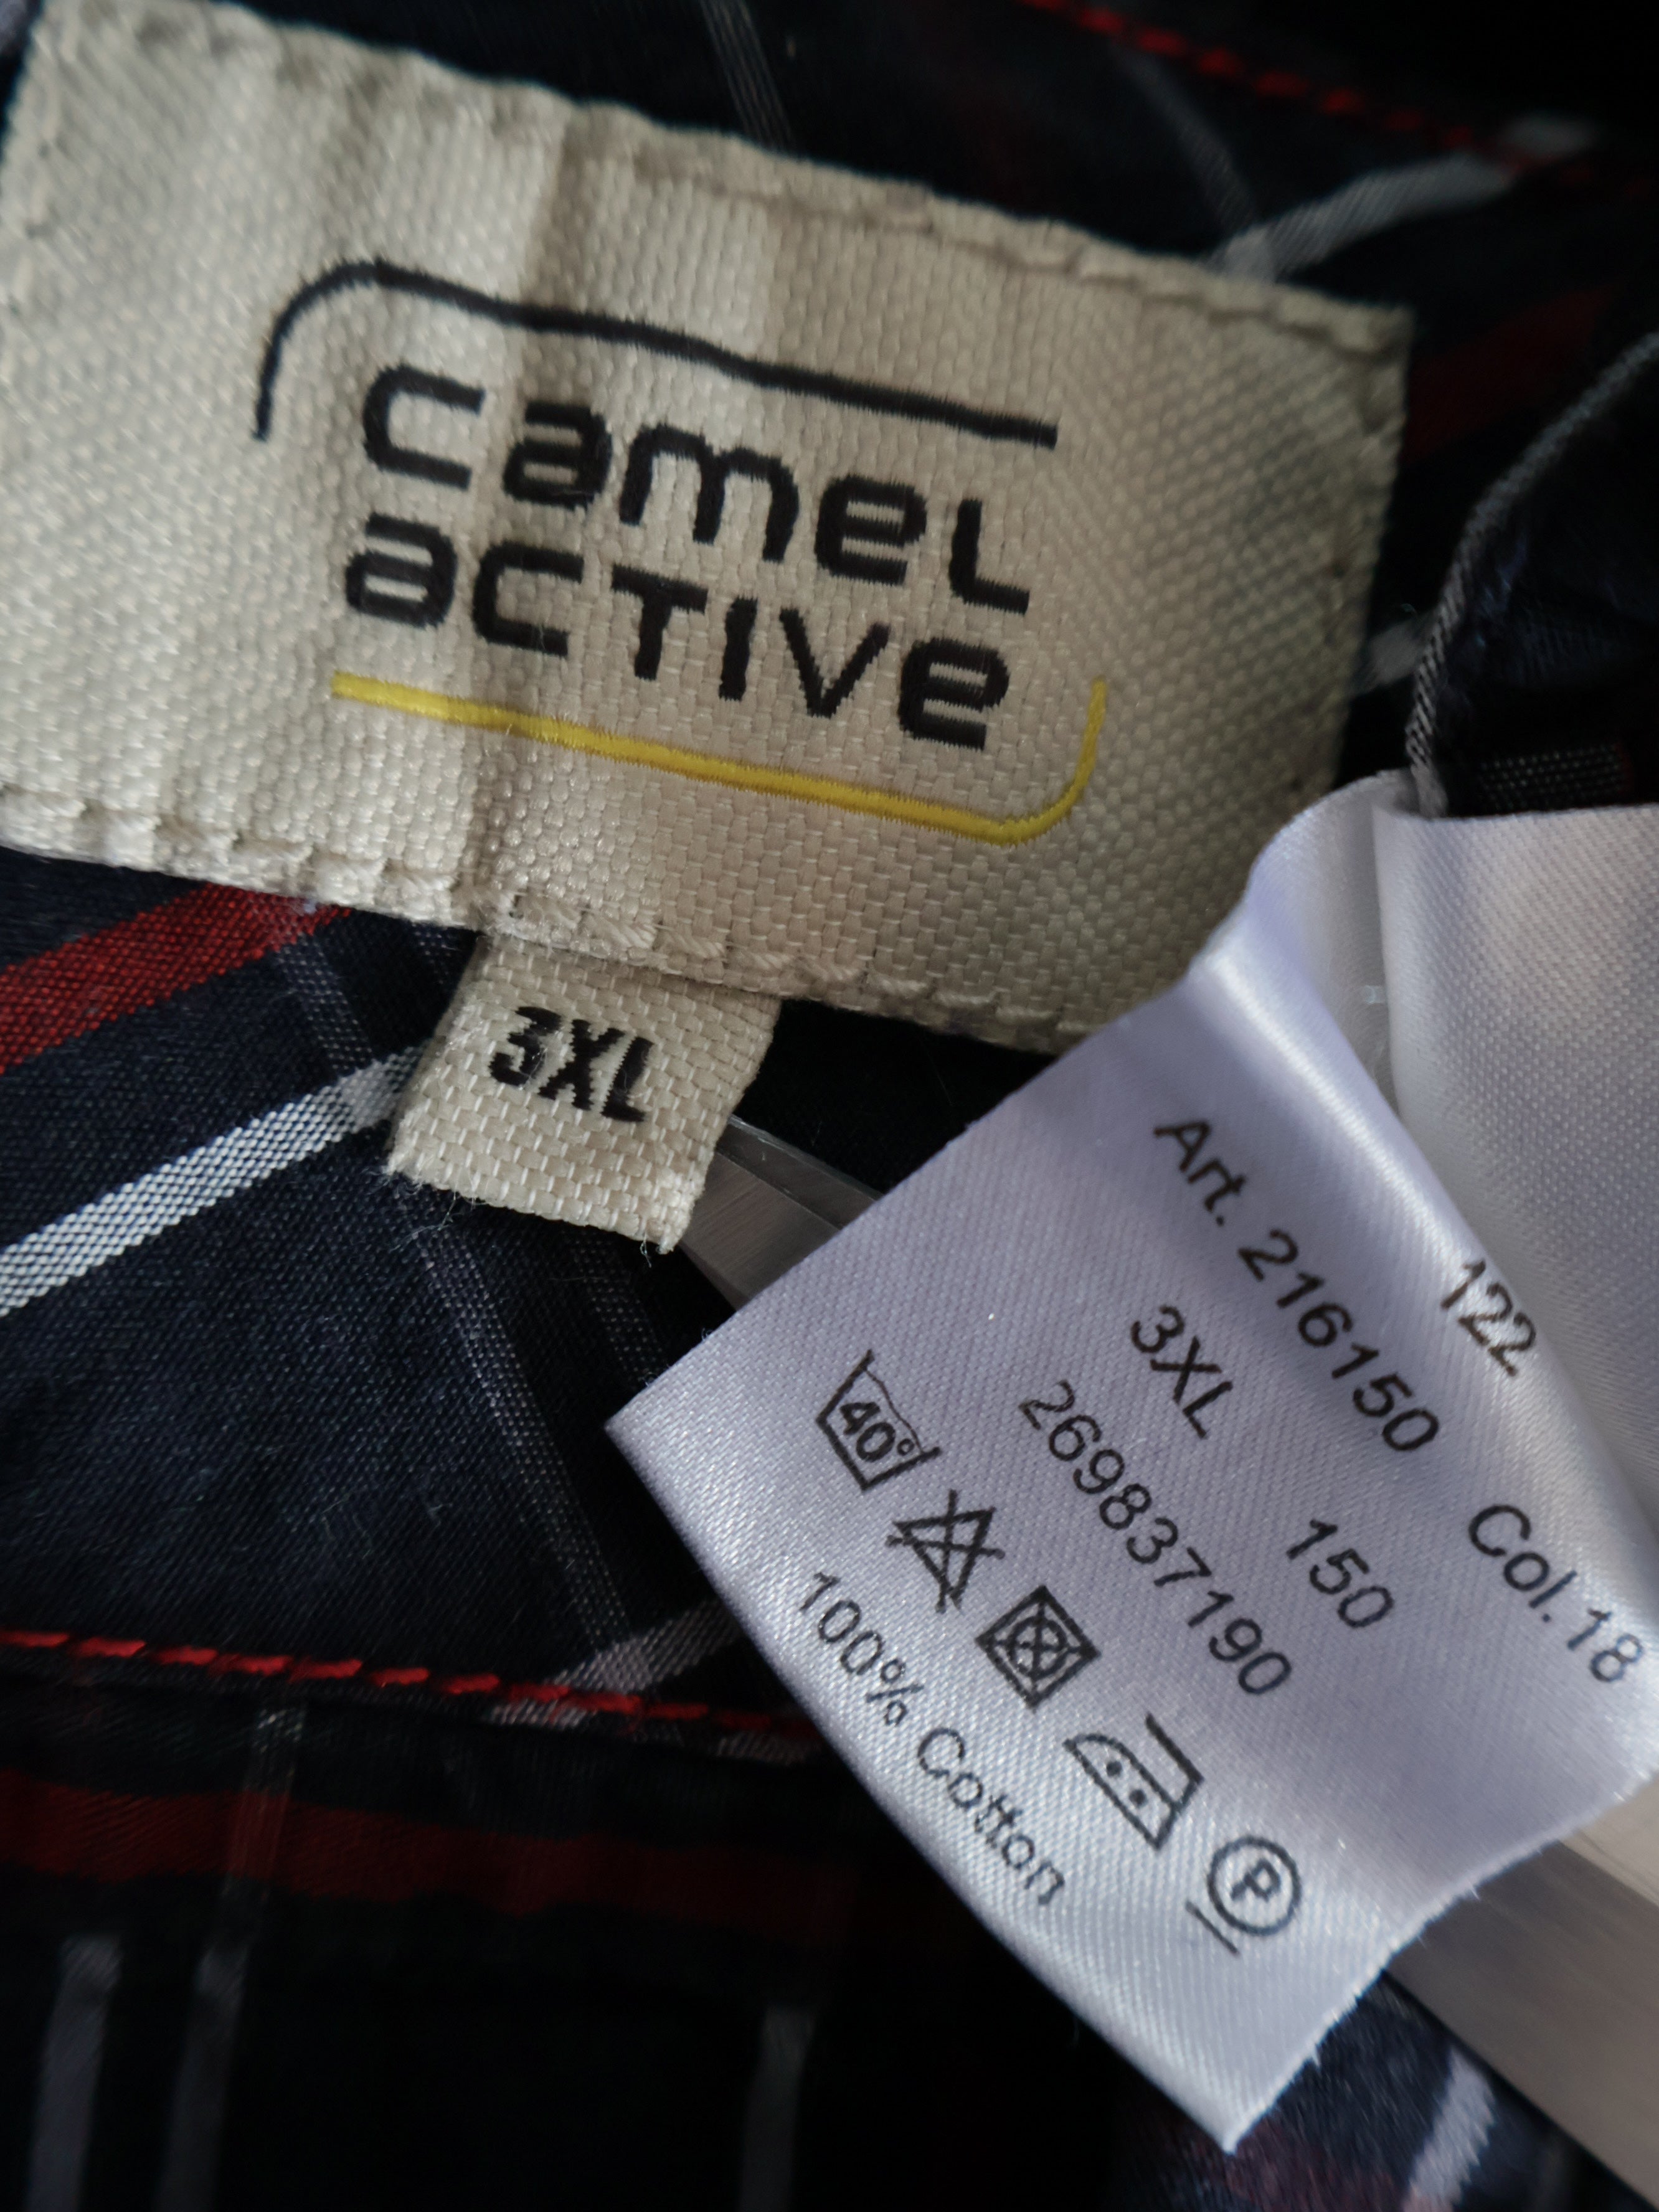 camel
active
3XL
122
Art. 216150 Col.18
3XL 150
269837190
40°
P
100% Cotton